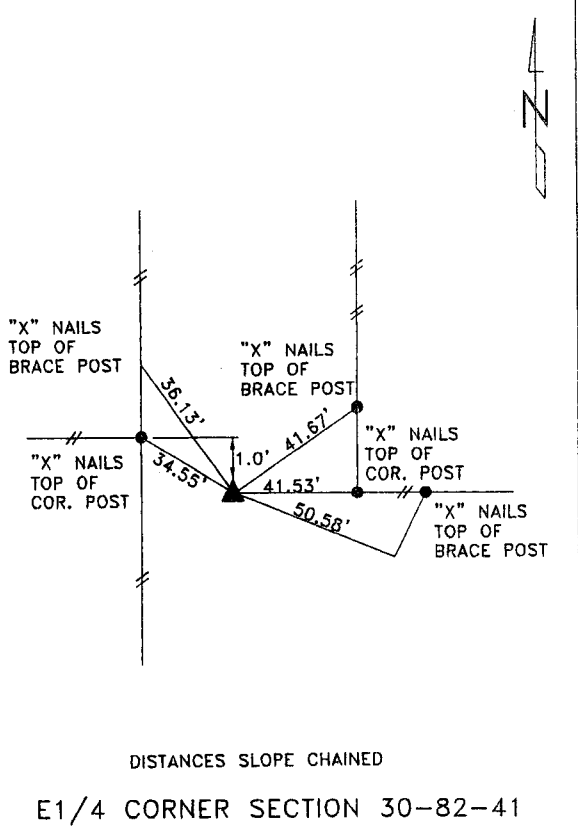 N
"X" NAILS
TOP OF
BRACE POST
36.13'
"X" NAILS
TOP OF
BRACE POST
41.67'
"X" NAILS
TOP OF
COR. POST
34.55'
1.0'
"X" NAILS
TOP OF
COR. POST
41.53'
50.58'
"X" NAILS
TOP OF
BRACE POST
DISTANCES SLOPE CHAINED
E1/4 CORNER SECTION 30-82-41